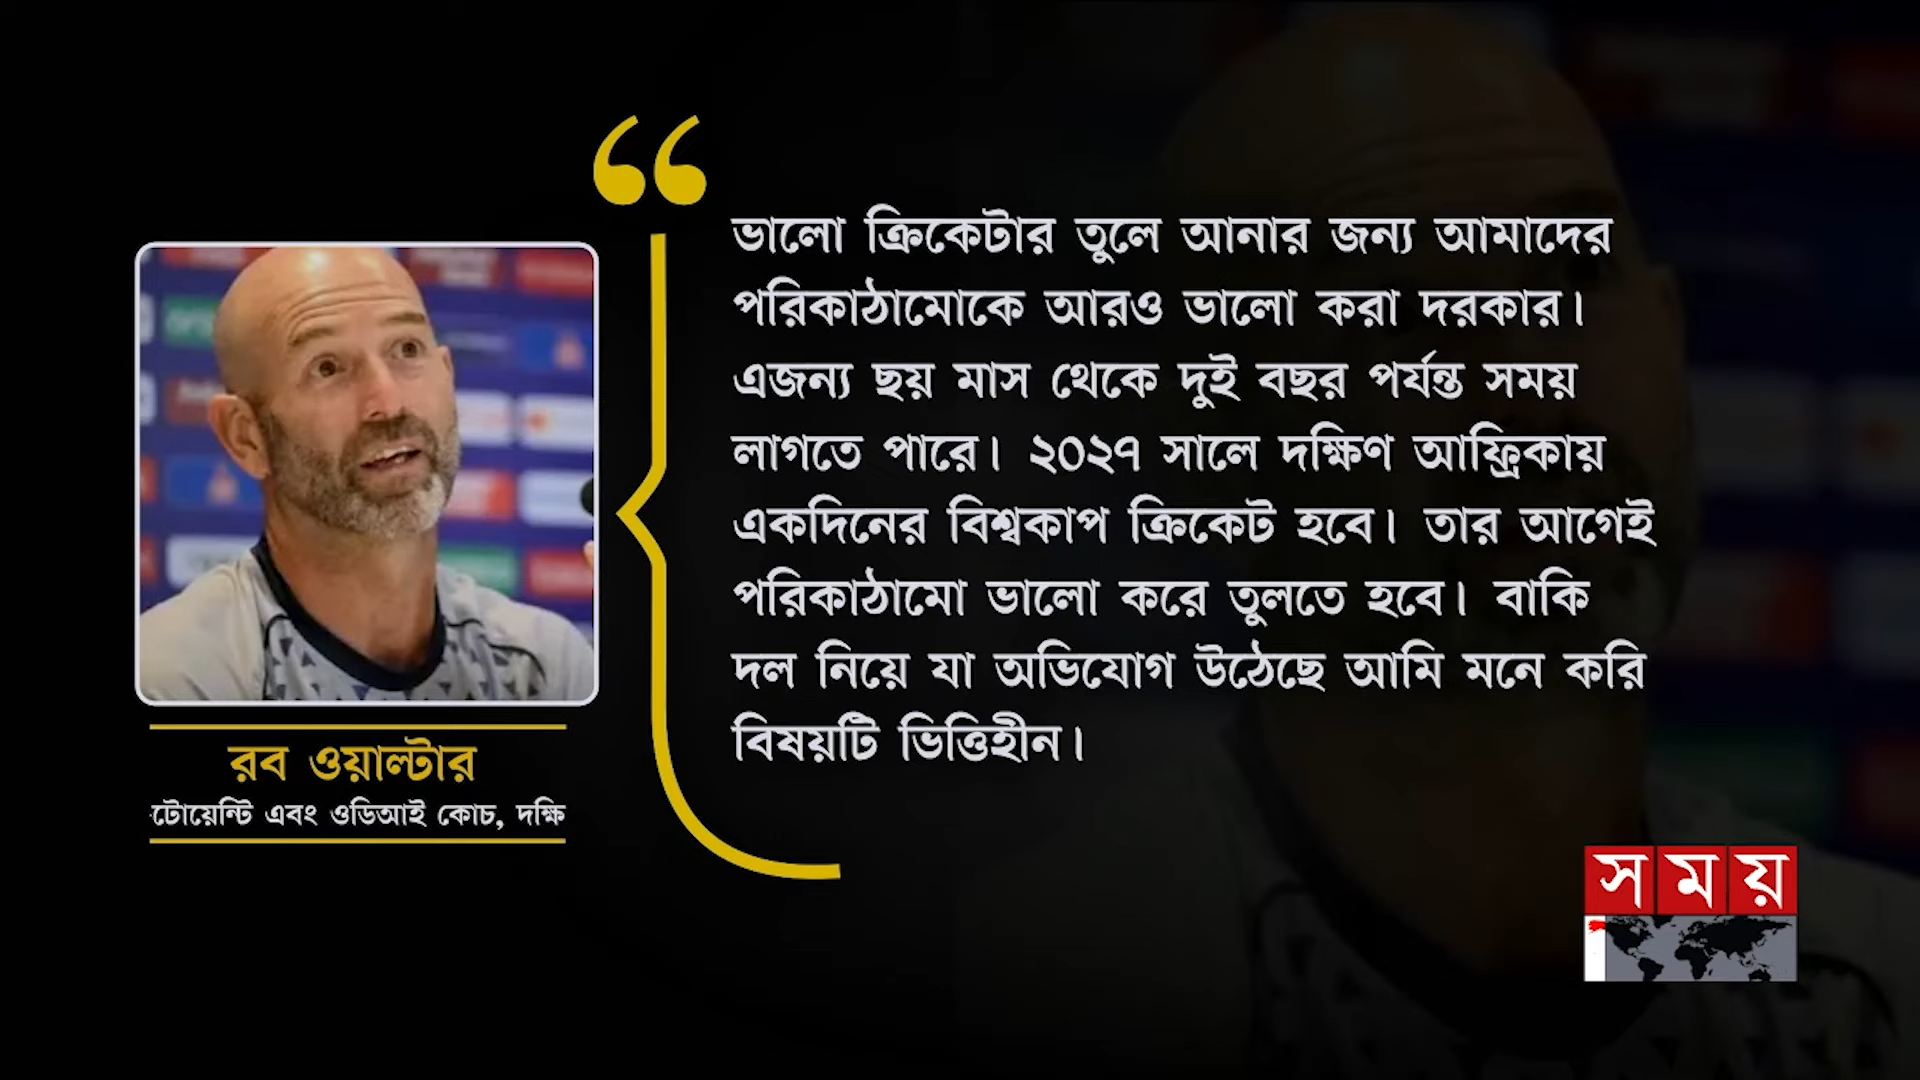 ভালো ক্রিকেটার তুলে আনার জন্য আমাদের
পরিকাঠামোকে আরও ভালো করা দরকার।
এজন্য ছয় মাস থেকে দুই বছর পর্যন্ত সময়
লাগতে পারে। ২০২৭ সালে দক্ষিণ আফ্রিকায়
একদিনের বিশ্বকাপ ক্রিকেট হবে। তার আগেই
পরিকাঠামো ভালো করে তুলতে হবে। বাকি
দল নিয়ে যা অভিযোগ উঠেছে আমি মনে করি
বিষয়টি ভিত্তিহীন।
রব ওয়াল্টার
টোয়েন্টি এবং ওডিআই কোচ, দক্ষি
সময়